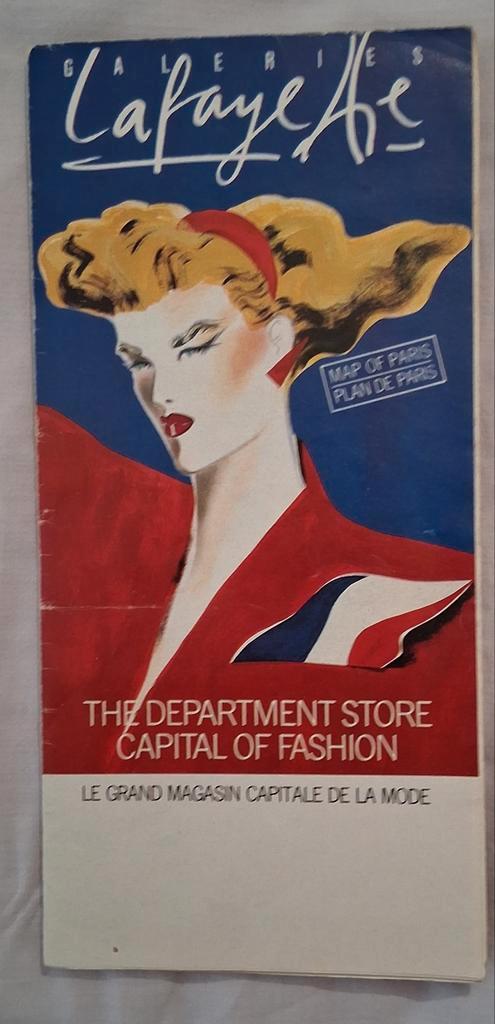 GALERIES
Lafayette
MAP OF PARIS
PLAN DE PARIS
THE DEPARTMENT STORE
CAPITAL OF FASHION
LE GRAND MAGASIN CAPITALE DE LA MODE